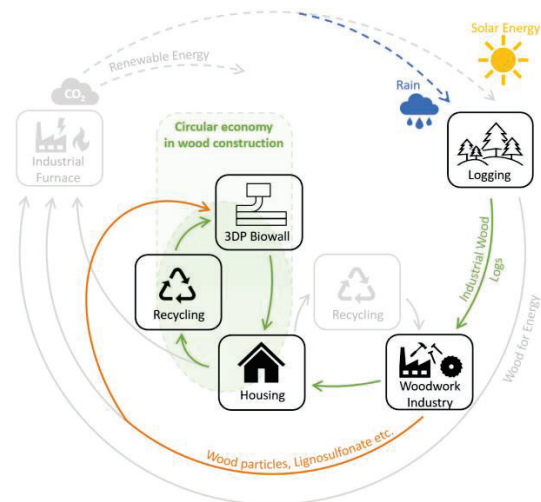 Solar Energy
Renewable Energy
Rain
CO₂
Industrial
Furnace
Circular economy
in wood construction
Logging
3DP Biowall
Industrial Wood
Logs
Recycling
Recycling
Wood for Energy
Housing
Woodwork
Industry
Wood particles, Lignosulfonate etc.